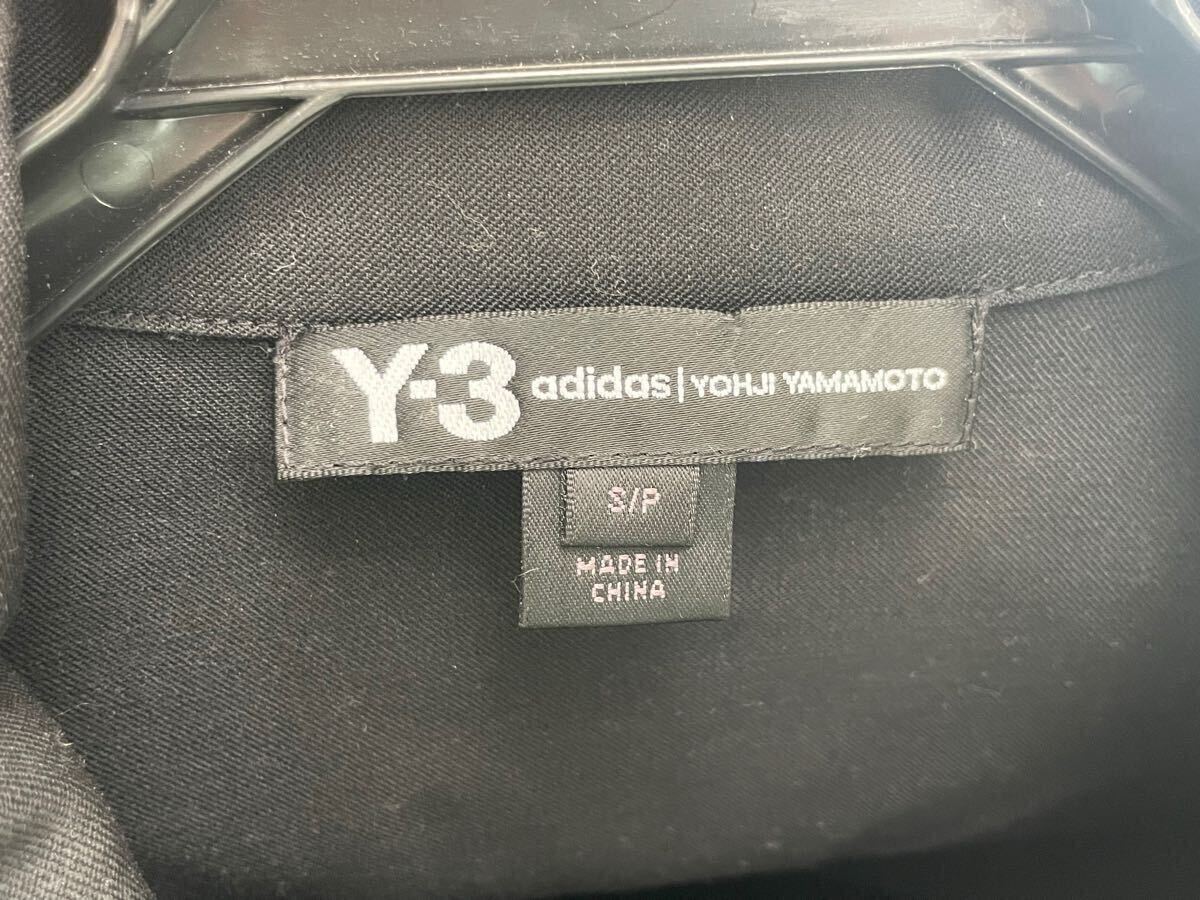 Y-3 adidas | YOHJI YAMAMOTO
S/P
MADE IN
CHINA